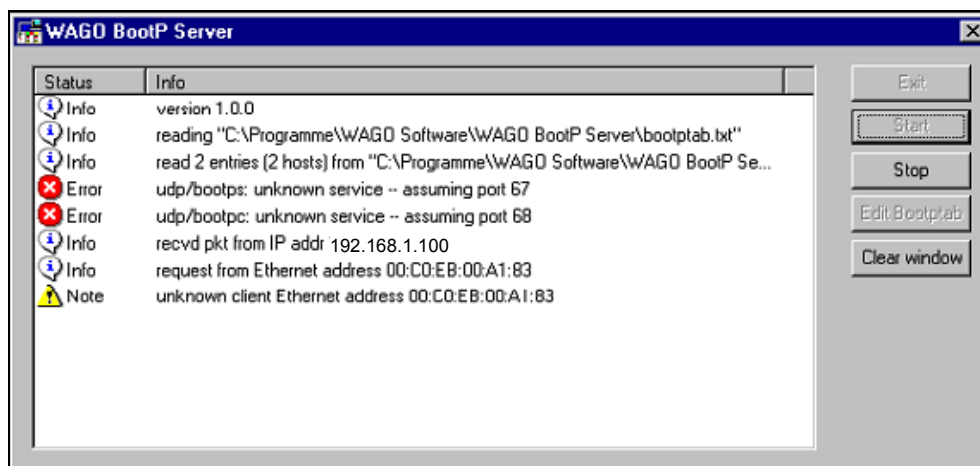 WAGO BootP Server
Status Info
Info version 1.0.0
Info reading "C:\Programme\WAGO Software\WAGO BootP Server\bootptab.txt"
Info read 2 entries (2 hosts) from "C:\Programme\WAGO Software\WAGO BootP Se...
Error udp/bootps: unknown service -- assuming port 67
Error udp/bootpc: unknown service -- assuming port 68
Info recvd pkt from IP addr 192.168.1.100
Info request from Ethernet address 00:C0:EB:00:A1:83
Note unknown client Ethernet address 00:C0:EB:00:A1:83
Exit
Start
Stop
Edit Bootptab
Clear window